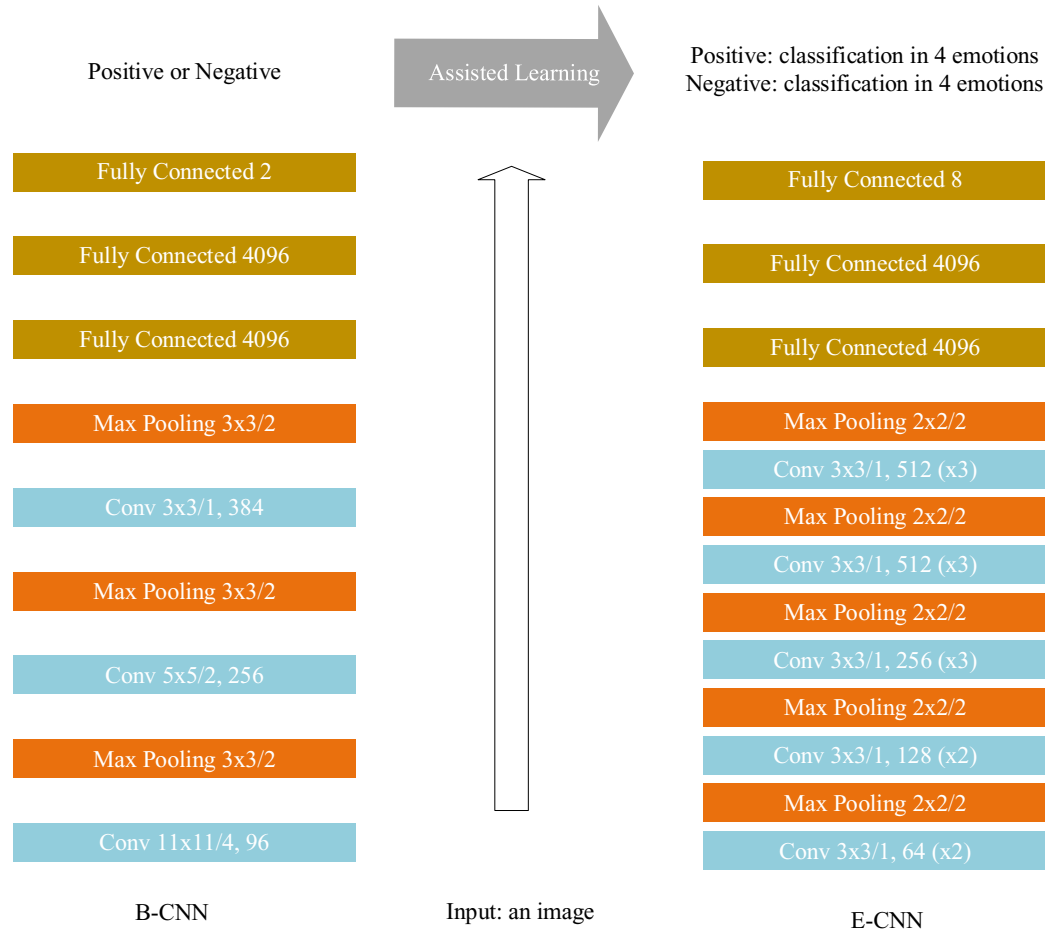 Positive or Negative
Assisted Learning
Positive: classification in 4 emotions
Negative: classification in 4 emotions
Fully Connected 2
Fully Connected 4096
Fully Connected 4096
Max Pooling 3x3/2
Conv 3x3/1, 384
Max Pooling 3x3/2
Conv 5x5/2, 256
Max Pooling 3x3/2
Conv 11x11/4, 96
B-CNN
Input: an image
Fully Connected 8
Fully Connected 4096
Fully Connected 4096
Max Pooling 2x2/2
Conv 3x3/1, 512 (x3)
Max Pooling 2x2/2
Conv 3x3/1, 512 (x3)
Max Pooling 2x2/2
Conv 3x3/1, 256 (x3)
Max Pooling 2x2/2
Conv 3x3/1, 128 (x2)
Max Pooling 2x2/2
Conv 3x3/1, 64 (x2)
E-CNN